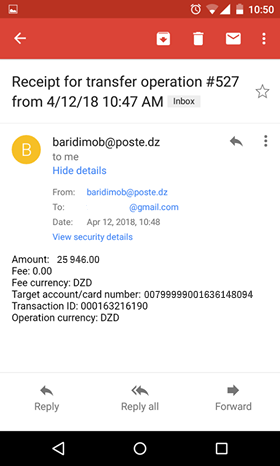 10:50
Receipt for transfer operation #527
from 4/12/18 10:47 AM Inbox
B
baridimob@poste.dz
to me
Hide details
From: baridimob@poste.dz
To: @gmail.com
Date: Apr 12, 2018, 10:48
View security details
Amount: 25 946.00
Fee: 0.00
Fee currency: DZD
Target account/card number: 00799999001636148094
Transaction ID: 000163216190
Operation currency: DZD
Reply
Reply all
Forward